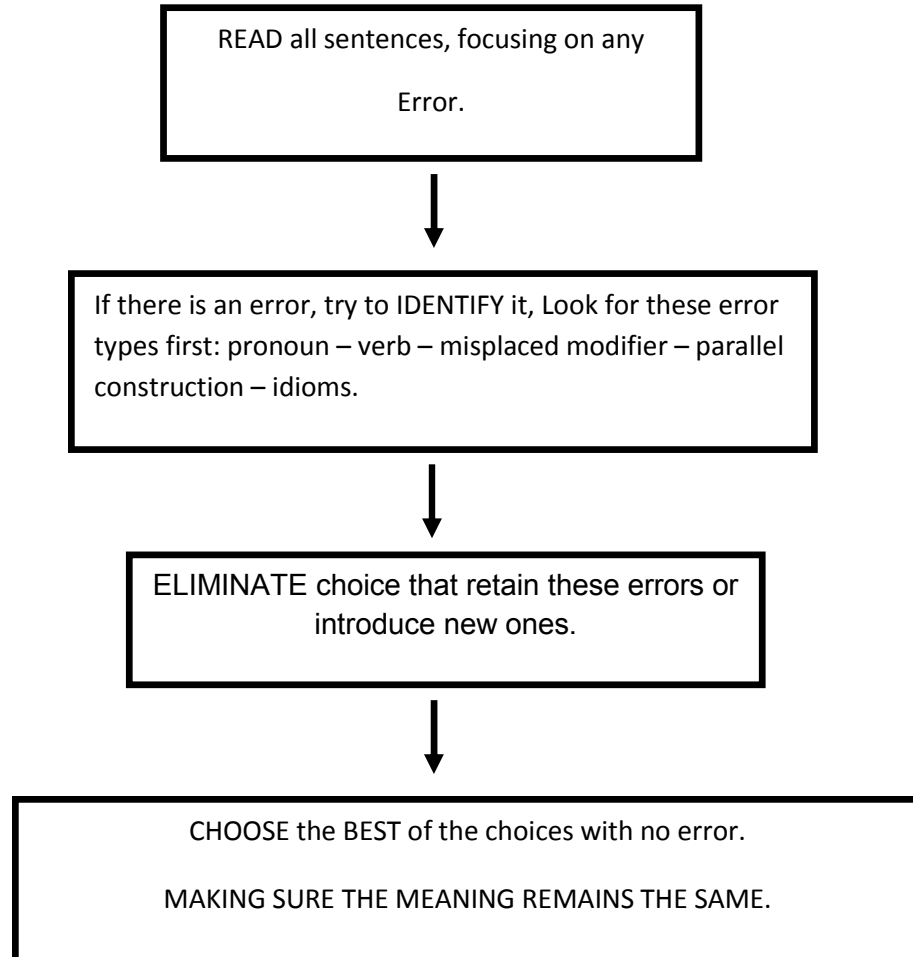 READ all sentences, focusing on any
Error.
If there is an error, try to IDENTIFY it, Look for these error
types first: pronoun – verb – misplaced modifier – parallel
construction – idioms.
ELIMINATE choice that retain these errors or
introduce new ones.
CHOOSE the BEST of the choices with no error.
MAKING SURE THE MEANING REMAINS THE SAME.